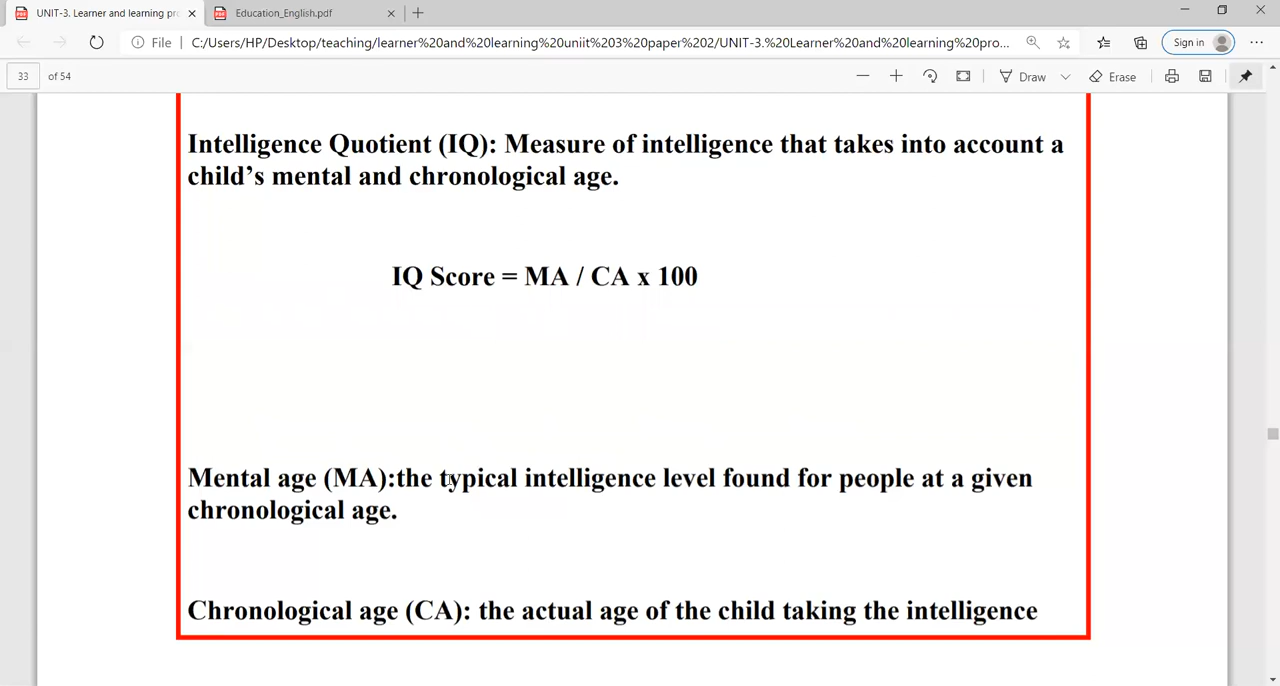 UNIT-3. Learner and learning pro
Education_English.pdf
File
C:/Users/HP/Desktop/teaching/learner%20and%20learning%20uniit%203%20paper%202/UNIT-3.%20Learner%20and%20learning%20pro...
Sign in
33 of 54
Draw
Erase
Intelligence Quotient (IQ): Measure of intelligence that takes into account a
child’s mental and chronological age.
IQ Score = MA / CA x 100
Mental age (MA):the typical intelligence level found for people at a given
chronological age.
Chronological age (CA): the actual age of the child taking the intelligence